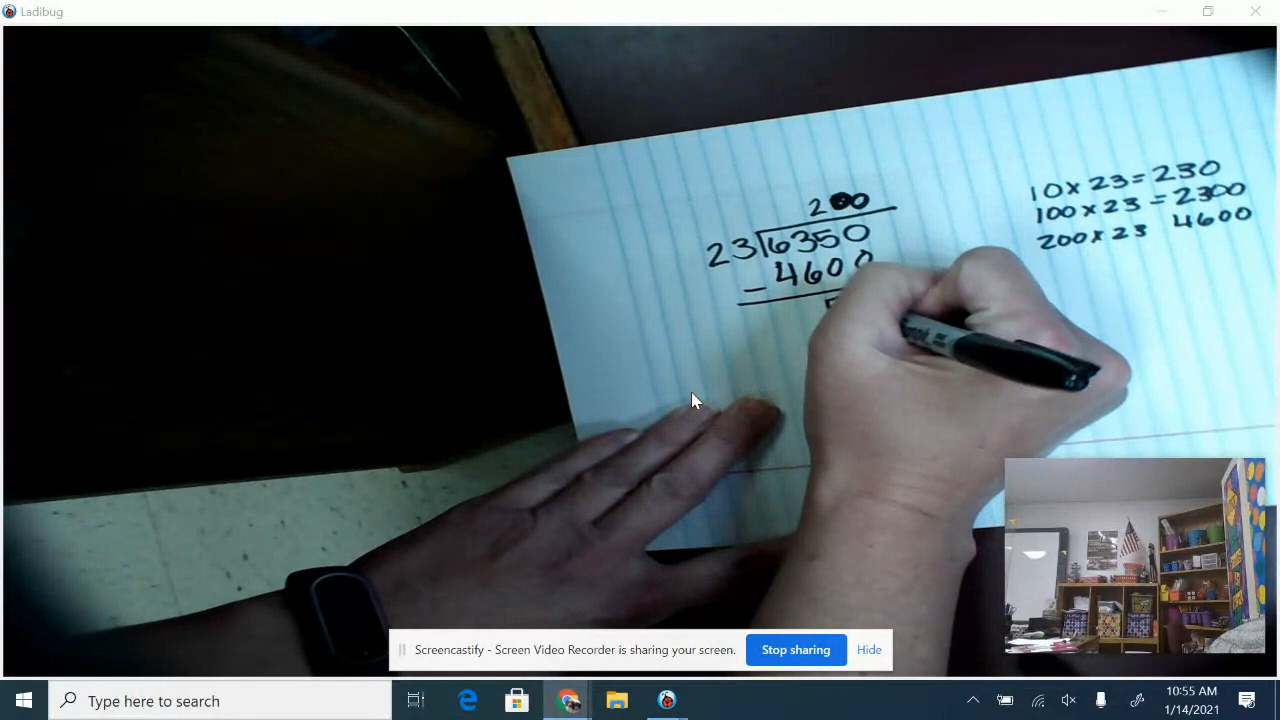 Ladibug
200
23 6350
- 4600
5
10 x 23 = 230
100 x 23 = 2300
200 x 23 4600
Screencastify - Screen Video Recorder is sharing your screen.
Stop sharing
Hide
Type here to search
10:55 AM
1/14/2021